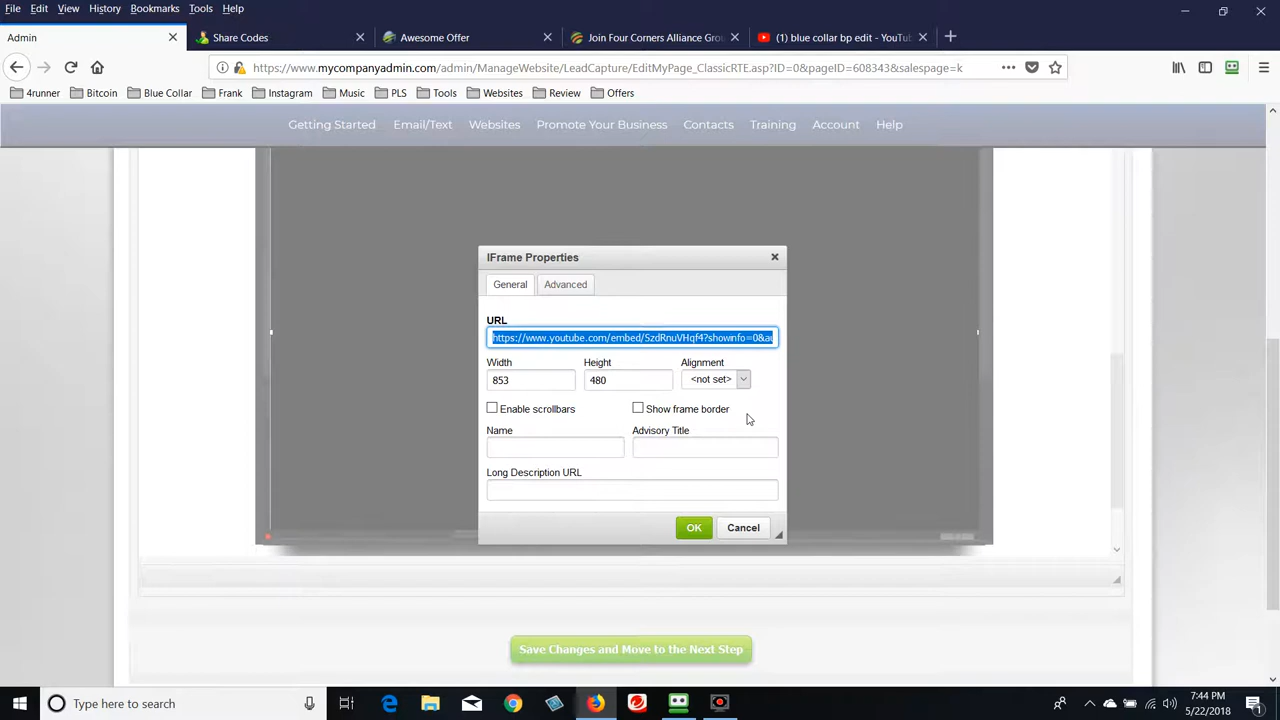 File Edit View History Bookmarks Tools Help
Admin Share Codes Awesome Offer Join Four Corners Alliance Grou (1) blue collar bp edit - YouTub
https://www.mycompanyadmin.com/admin/ManageWebsite/LeadCapture/EditMyPage_ClassicRTE.asp?ID=0&pageID=608343&salespage=k
4runner Bitcoin Blue Collar Frank Instagram Music PLS Tools Websites Review Offers
Getting Started Email/Text Websites Promote Your Business Contacts Training Account Help
IFrame Properties
General Advanced
URL
https://www.youtube.com/embed/SzdRnuVHqf4?showinfo=0&au
Width Height Alignment
853 480 <not set>
Enable scrollbars Show frame border
Name Advisory Title
Long Description URL
OK Cancel
Save Changes and Move to the Next Step
Type here to search
7:44 PM
5/22/2018
1